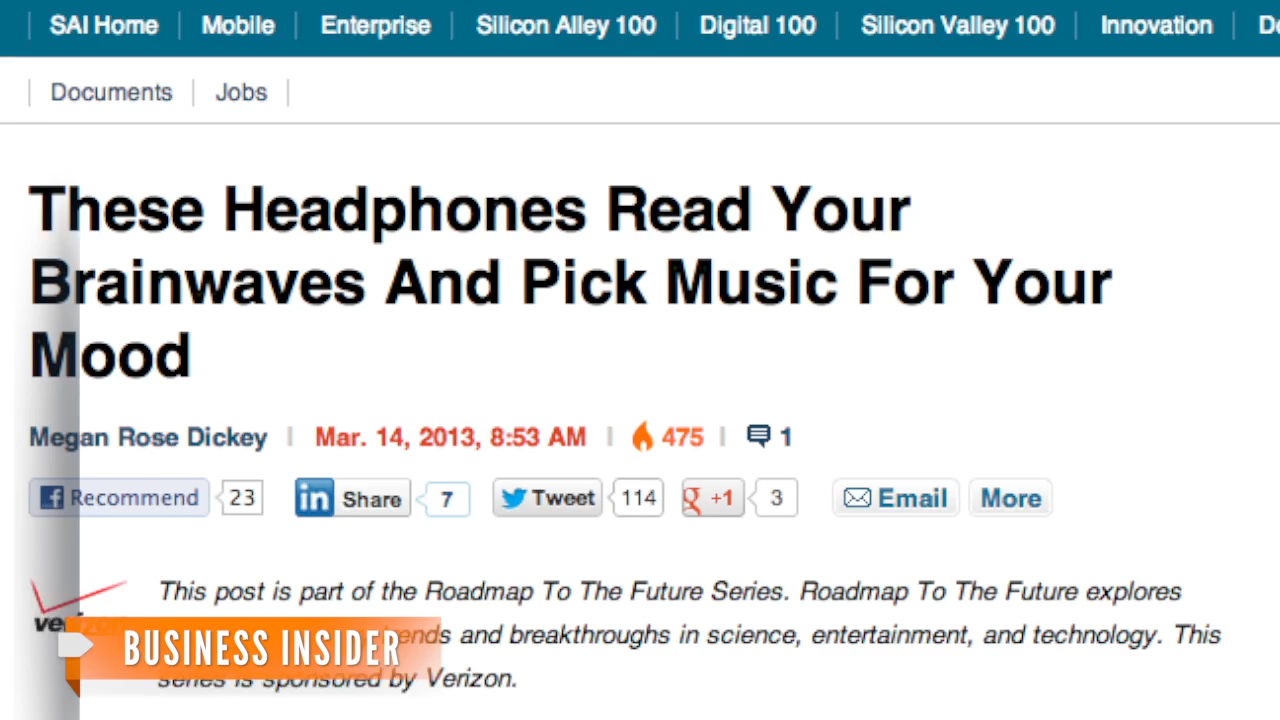 SAI Home Mobile Enterprise Silicon Alley 100 Digital 100 Silicon Valley 100 Innovation
Documents Jobs
These Headphones Read Your
Brainwaves And Pick Music For Your
Mood
Megan Rose Dickey Mar. 14, 2013, 8:53 AM 475 1
Recommend 23 in Share 7 Tweet 114 +1 3 Email More
This post is part of the Roadmap To The Future Series. Roadmap To The Future explores
and breakthroughs in science, entertainment, and technology. This
series is sponsored by Verizon.
BUSINESS INSIDER